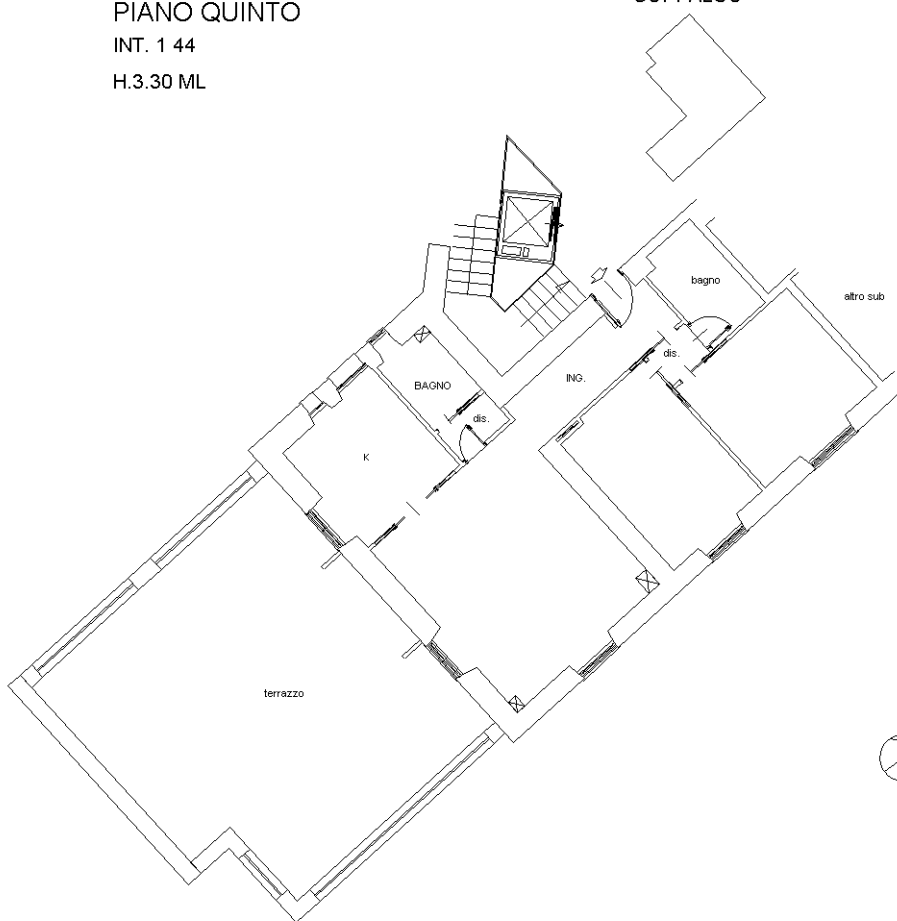 PIANO QUINTO
INT. 1 44
H.3.30 ML
bagno
altro sub
dis.
ING.
BAGNO
dis.
K
terrazzo